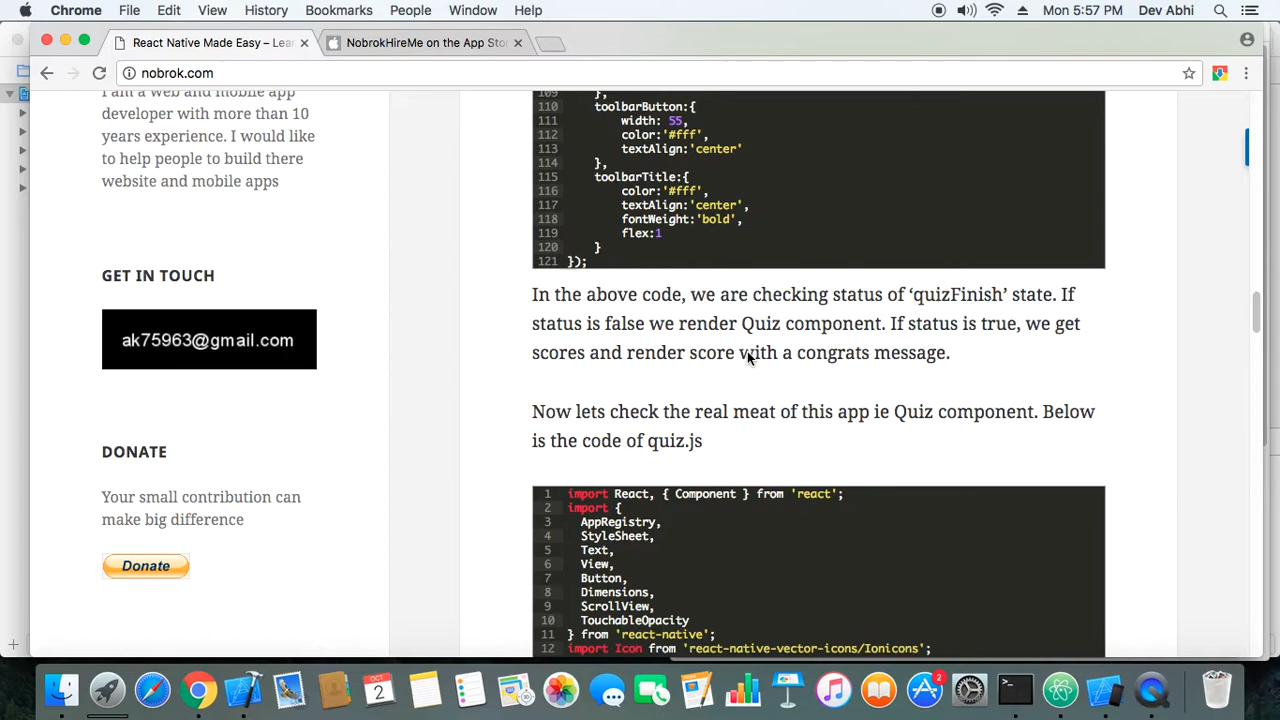 Chrome File Edit View History Bookmarks People Window Help Mon 5:57 PM Dev Abhi
React Native Made Easy – Lea
NobrokHireMe on the App Sto
nobrok.com
I am a web and mobile app
developer with more than 10
years experience. I would like
to help people to build there
website and mobile apps
GET IN TOUCH
ak75963@gmail.com
DONATE
Your small contribution can
make big difference
Donate
109 },
110 toolbarButton:{
111 width: 55,
112 color:'#fff',
113 textAlign:'center'
114 },
115 toolbarTitle:{
116 color:'#fff',
117 textAlign:'center',
118 fontWeight:'bold',
119 flex:1
120 }
121 });
In the above code, we are checking status of ‘quizFinish’ state. If
status is false we render Quiz component. If status is true, we get
scores and render score with a congrats message.
Now lets check the real meat of this app ie Quiz component. Below
is the code of quiz.js
1 import React, { Component } from 'react';
2 import {
3 AppRegistry,
4 StyleSheet,
5 Text,
6 View,
7 Button,
8 Dimensions,
9 ScrollView,
10 TouchableOpacity
11 } from 'react-native';
12 import Icon from 'react-native-vector-icons/Ionicons';
OCT
2
2